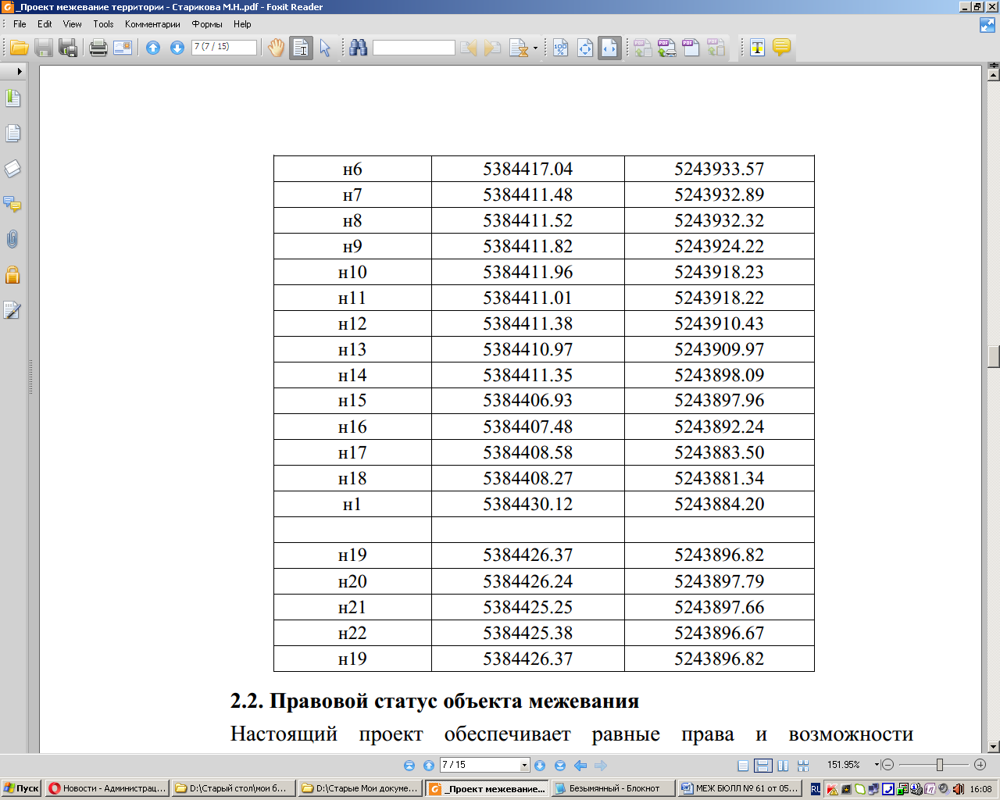 _Проект межевание территории - Старикова М.Н..pdf - Foxit Reader
File Edit View Tools Комментарии Формы Help
7 (7 / 15)
н6 5384417.04 5243933.57
н7 5384411.48 5243932.89
н8 5384411.52 5243932.32
н9 5384411.82 5243924.22
н10 5384411.96 5243918.23
н11 5384411.01 5243918.22
н12 5384411.38 5243910.43
н13 5384410.97 5243909.97
н14 5384411.35 5243898.09
н15 5384406.93 5243897.96
н16 5384407.48 5243892.24
н17 5384408.58 5243883.50
н18 5384408.27 5243881.34
н1 5384430.12 5243884.20
н19 5384426.37 5243896.82
н20 5384426.24 5243897.79
н21 5384425.25 5243897.66
н22 5384425.38 5243896.67
н19 5384426.37 5243896.82
2.2. Правовой статус объекта межевания
Настоящий проект обеспечивает равные права и возможности
7 / 15 151.95%
Пуск Новости - Администрац... D:\Старый стол\мои б... D:\Старые Мои докуме... _Проект межевание... Безымянный - Блокнот МЕЖ БЮЛЛ № 61 от 05... RL 16:08